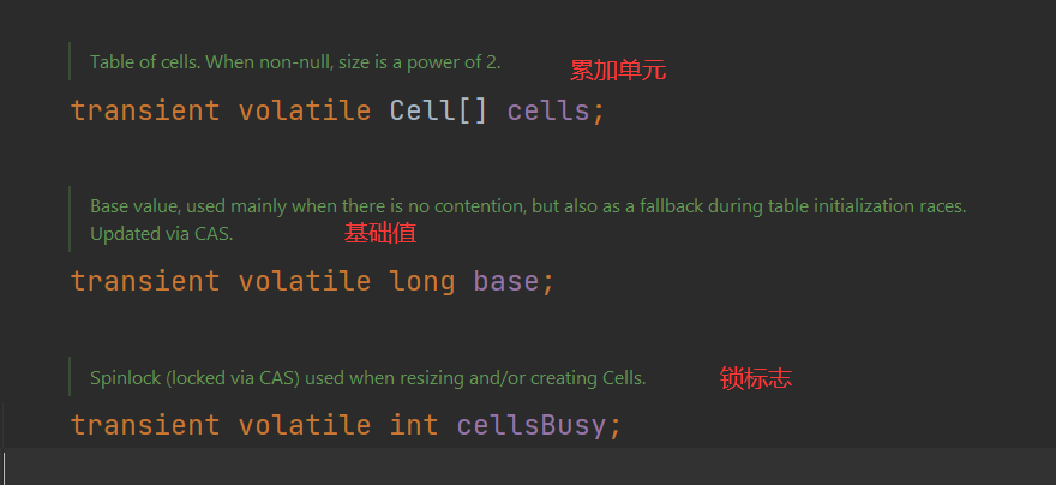 Table of cells. When non-null, size is a power of 2.
累加单元
transient volatile Cell[] cells;
Base value, used mainly when there is no contention, but also as a fallback during table initialization races.
Updated via CAS.
基础值
transient volatile long base;
Spinlock (locked via CAS) used when resizing and/or creating Cells.
锁标志
transient volatile int cellsBusy;